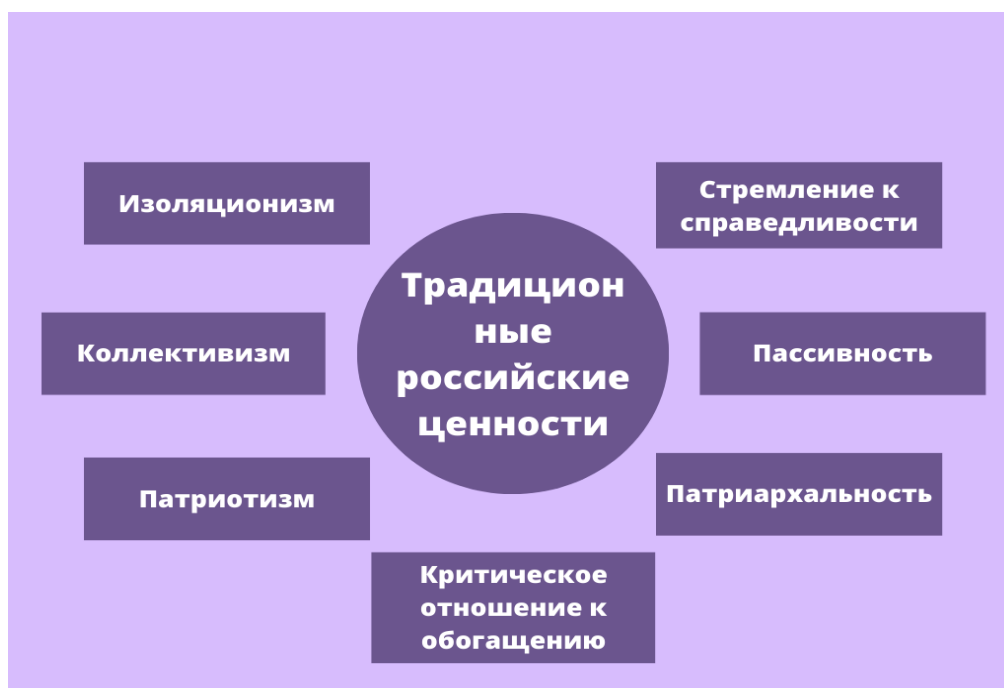 Изоляционизм
Стремление к
справедливости
Традицион
ные
российские
ценности
Коллективизм
Пассивность
Патриотизм
Патриархальность
Критическое
отношение к
обогащению